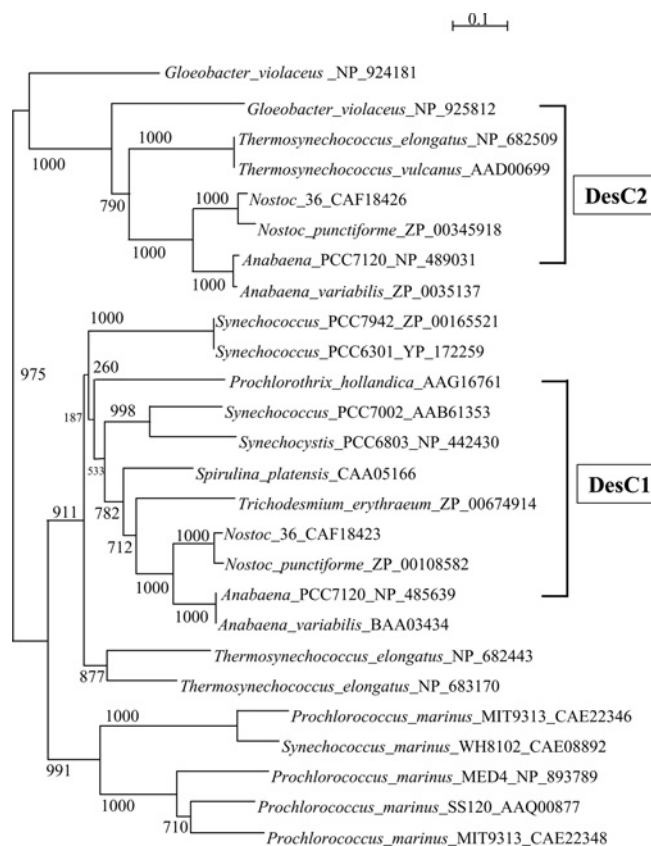 0.1
Gloeobacter_violaceus _NP_924181
Gloeobacter_violaceus_NP_925812
1000
1000
Thermosynechococcus_elongatus_NP_682509
Thermosynechococcus_vulcanus_AAD00699
790
1000
Nostoc_36_CAF18426
DesC2
Nostoc_punctiforme_ZP_00345918
1000
Anabaena_PCC7120_NP_489031
1000
Anabaena_variabilis_ZP_0035137
1000
Synechococcus_PCC7942_ZP_00165521
Synechococcus_PCC6301_YP_172259
975
260
Prochlorothrix_hollandica_AAG16761
187
998
Synechococcus_PCC7002_AAB61353
Synechocystis_PCC6803_NP_442430
533
Spirulina_platensis_CAA05166
DesC1
Trichodesmium_erythraeum_ZP_00674914
911
782
1000
Nostoc_36_CAF18423
712
Nostoc_punctiforme_ZP_00108582
1000
Anabaena_PCC7120_NP_485639
1000
Anabaena_variabilis_BAA03434
Thermosynechococcus_elongatus_NP_682443
877
Thermosynechococcus_elongatus_NP_683170
1000
Prochlorococcus_marinus_MIT9313_CAE22346
Synechococcus_marinus_WH8102_CAE08892
991
Prochlorococcus_marinus_MED4_NP_893789
1000
Prochlorococcus_marinus_SS120_AAQ00877
710
Prochlorococcus_marinus_MIT9313_CAE22348